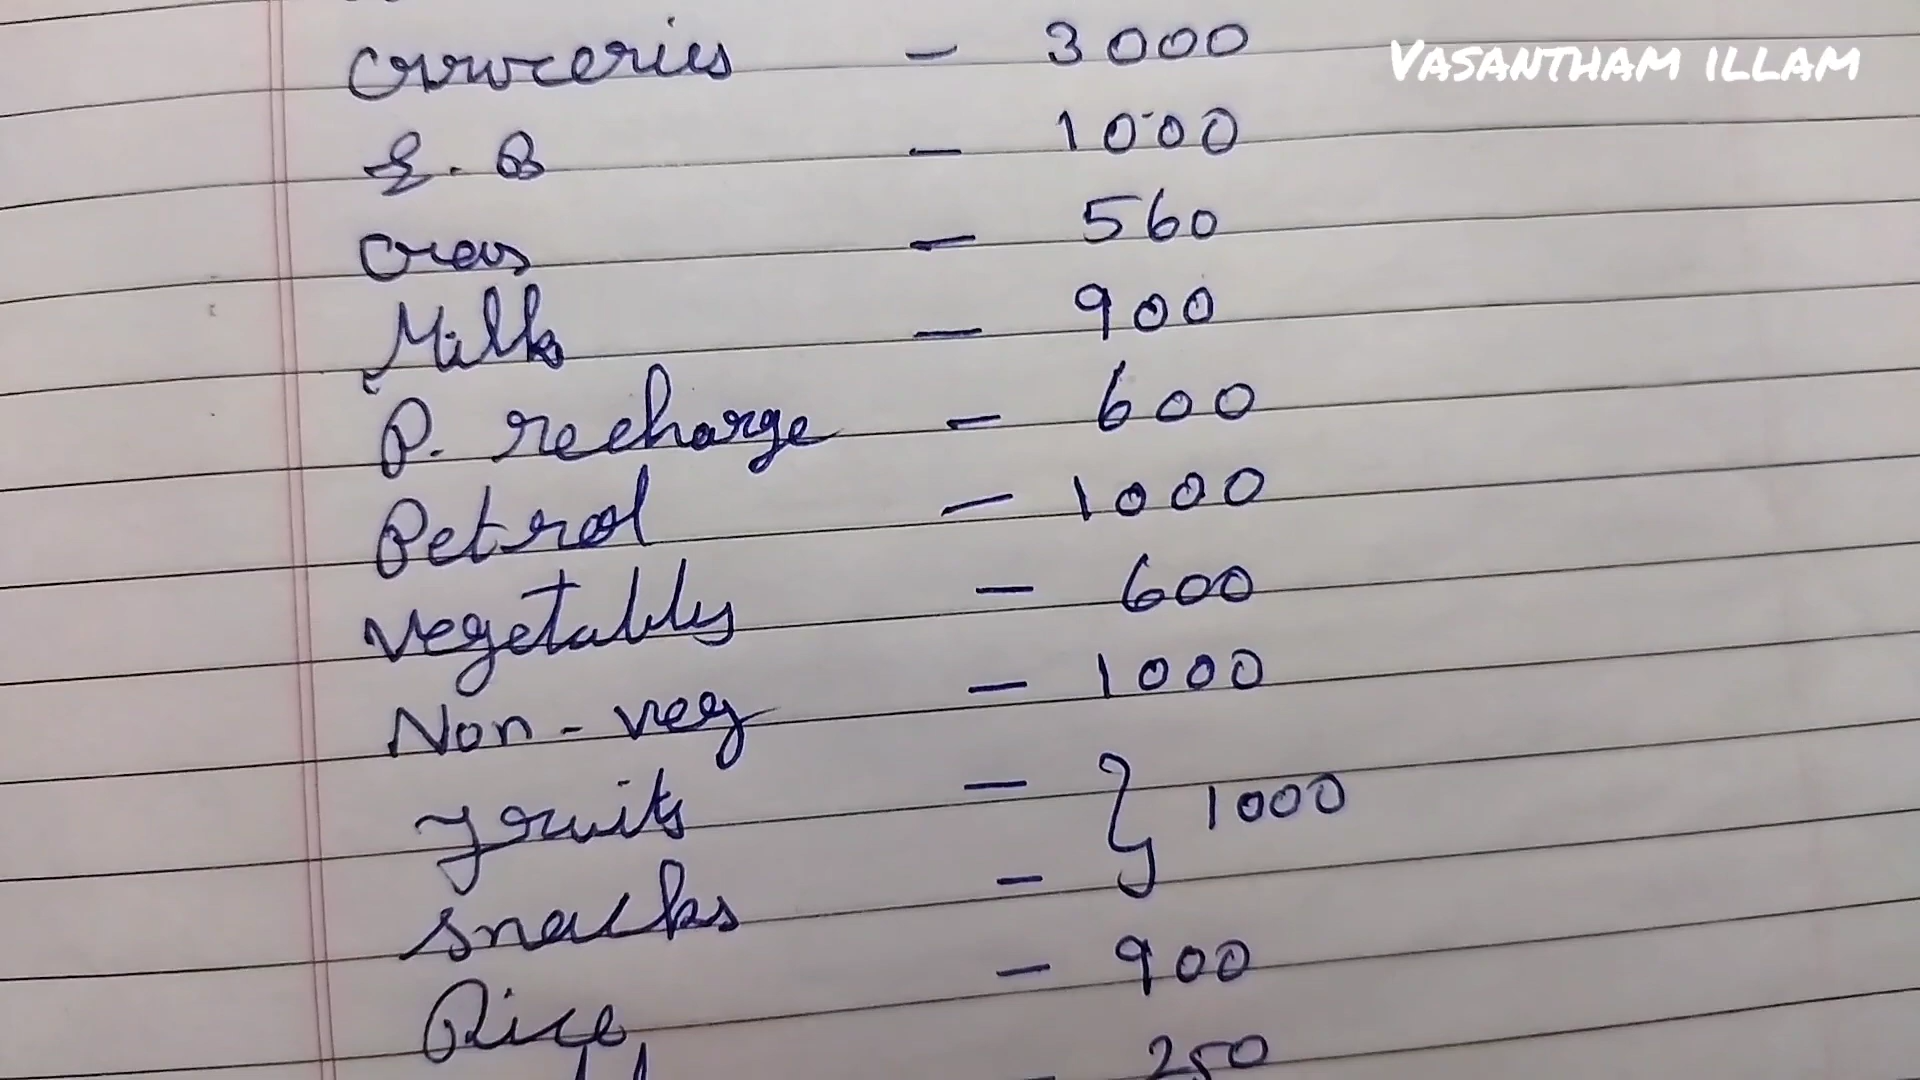 Groceries - 3000
VASANTHAM ILLAM
E.B - 1000
Gas - 560
Milk - 900
P. recharge - 600
Petrol - 1000
Vegetables - 600
Non-veg - 1000
Fruits - } 1000
Snacks -
Rice - 900
- 250